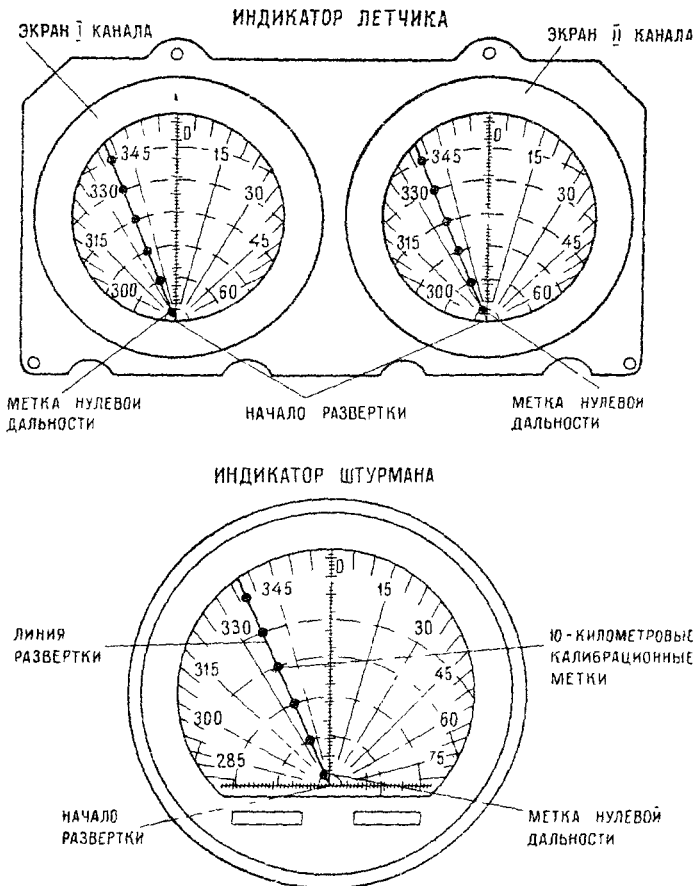 ИНДИКАТОР ЛЕТЧИКА
ЭКРАН I КАНАЛА
ЭКРАН II КАНАЛА
0
345
15
330
30
315
45
300
60
0
345
15
330
30
315
45
300
60
МЕТКА НУЛЕВОЙ
ДАЛЬНОСТИ
НАЧАЛО РАЗВЕРТКИ
МЕТКА НУЛЕВОЙ
ДАЛЬНОСТИ
ИНДИКАТОР ШТУРМАНА
0
345
15
330
30
315
45
300
60
285
75
ЛИНИЯ
РАЗВЕРТКИ
10-КИЛОМЕТРОВЫЕ
КАЛИБРАЦИОННЫЕ
МЕТКИ
НАЧАЛО
РАЗВЕРТКИ
МЕТКА НУЛЕВОЙ
ДАЛЬНОСТИ